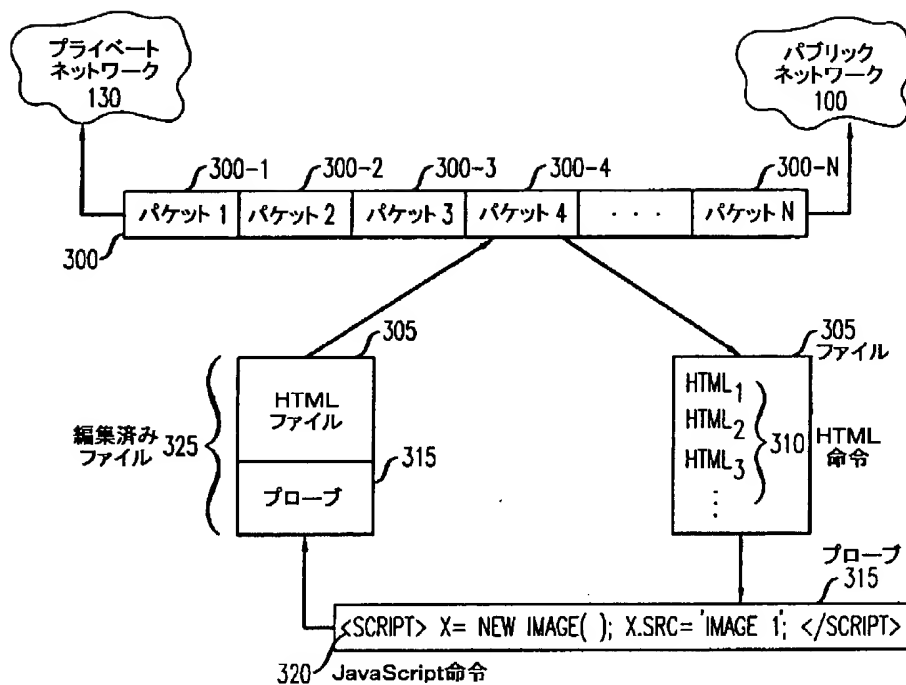 プライベート
ネットワーク
130
パブリック
ネットワーク
100
300-1
300-2
300-3
300-4
300-N
パケット 1
パケット 2
パケット 3
パケット 4
. . .
パケット N
300
305
HTML
ファイル
315
プローブ
編集済み
ファイル
325
305
ファイル
HTML1
HTML2
HTML3
⋮
310
HTML
命令
プローブ
315
<SCRIPT> X= NEW IMAGE( ); X.SRC= 'IMAGE 1'; </SCRIPT>
320
JavaScript命令